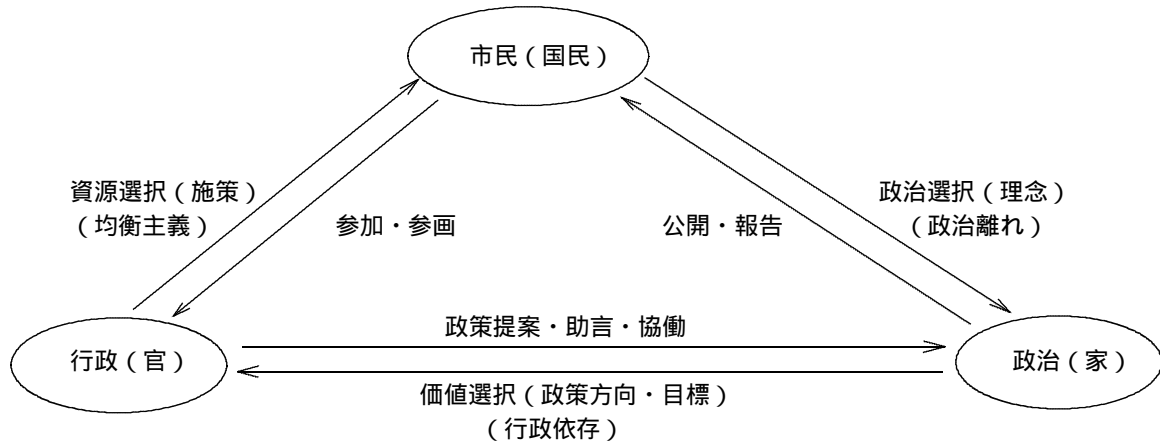 市民（国民）
資源選択（施策）
（均衡主義）
参加・参画
公開・報告
政治選択（理念）
（政治離れ）
政策提案・助言・協働
行政（官）
政治（家）
価値選択（政策方向・目標）
（行政依存）